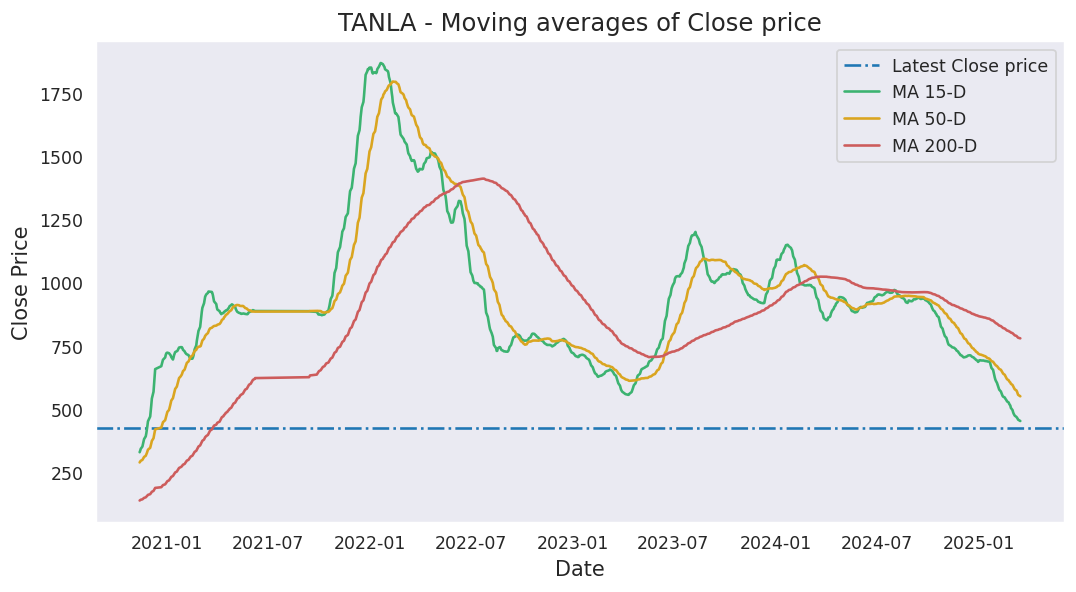 TANLA - Moving averages of Close price
Latest Close price
MA 15-D
MA 50-D
MA 200-D
Close Price
1750
1500
1250
1000
750
500
250
2021-01 2021-07 2022-01 2022-07 2023-01 2023-07 2024-01 2024-07 2025-01
Date